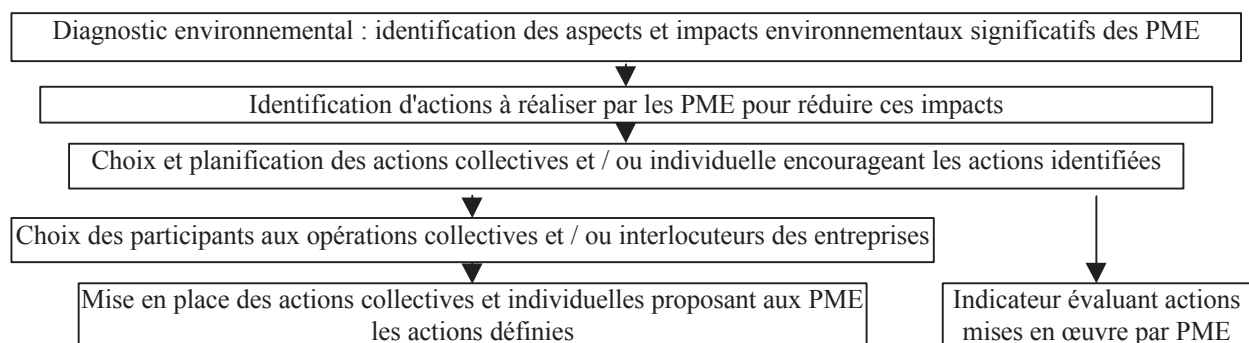 Diagnostic environnemental : identification des aspects et impacts environnementaux significatifs des PME
Identification d'actions à réaliser par les PME pour réduire ces impacts
Choix et planification des actions collectives et / ou individuelle encourageant les actions identifiées
Choix des participants aux opérations collectives et / ou interlocuteurs des entreprises
Mise en place des actions collectives et individuelles proposant aux PME
les actions définies
Indicateur évaluant actions
mises en œuvre par PME